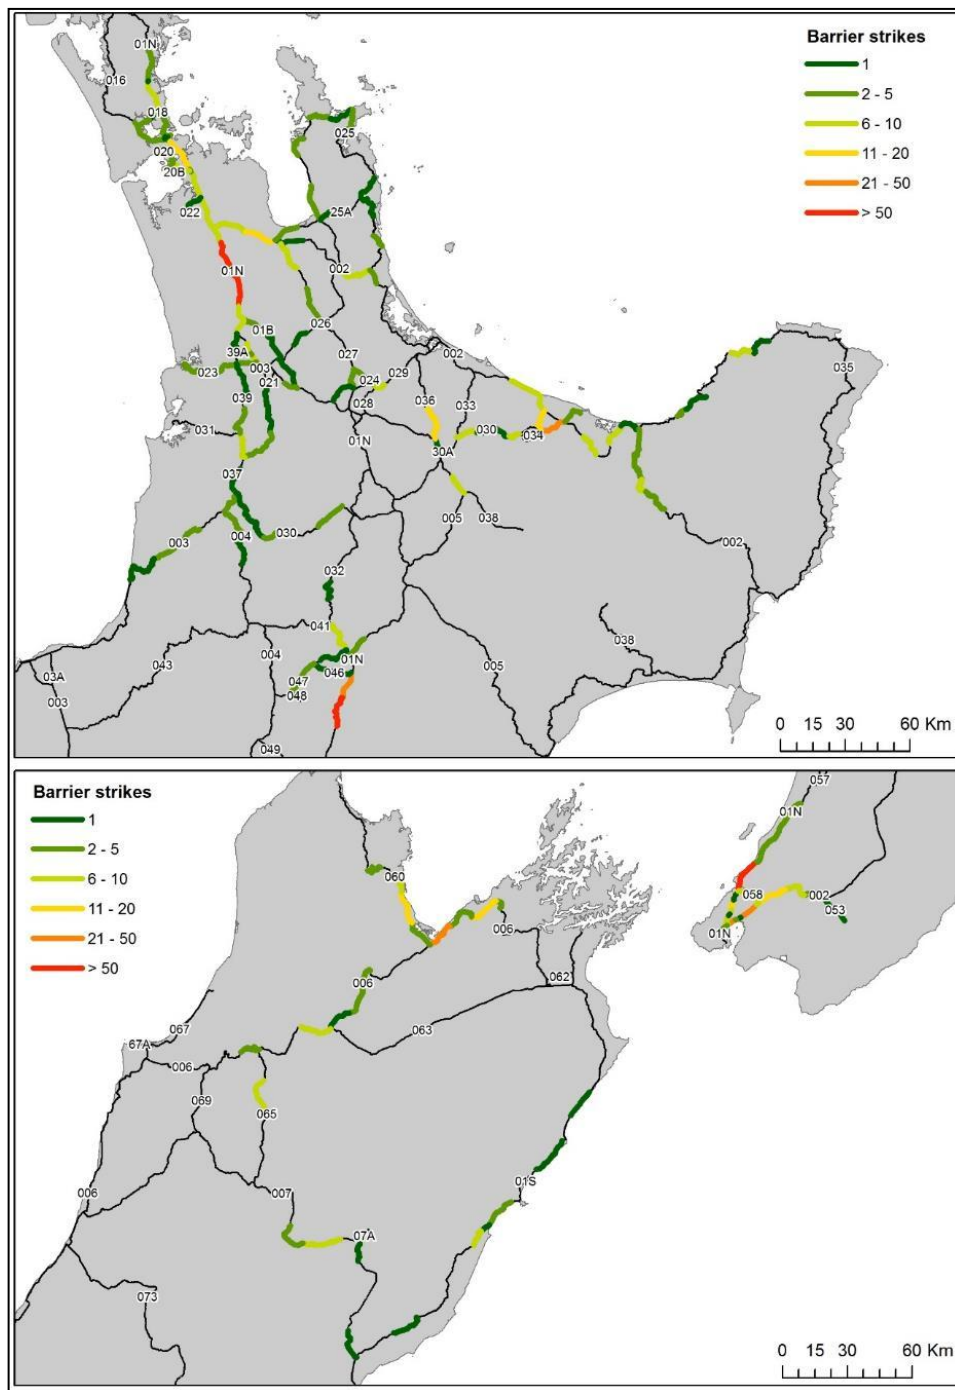 Barrier strikes
1
2 - 5
6 - 10
11 - 20
21 - 50
> 50
01N
016
018
025
020
20B
022
25A
01N
002
01B
026
39A
003
027
002
035
023
021
024
029
039
028
036
033
031
01N
030
034
30A
037
005
038
003
004
030
002
032
041
038
004
01N
043
005
03A
047
046
003
048
049
0 15 30 60 Km
Barrier strikes
1
2 - 5
6 - 10
11 - 20
21 - 50
> 50
057
01N
060
058
002
053
006
01N
006
062
067
063
67A
006
069
065
01S
006
007
07A
073
0 15 30 60 Km